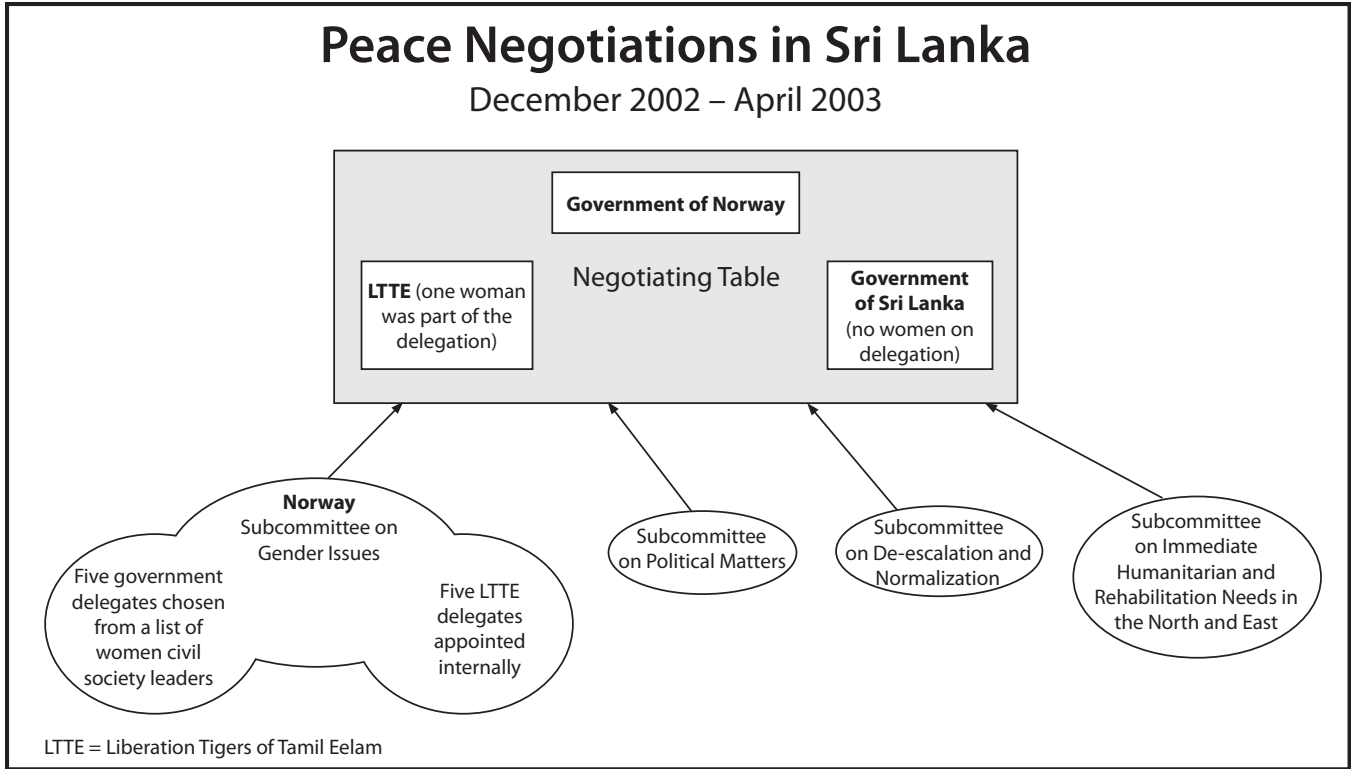 Peace Negotiations in Sri Lanka
December 2002 – April 2003
Government of Norway
Negotiating Table
LTTE (one woman
was part of the
delegation)
Government
of Sri Lanka
(no women on
delegation)
Norway
Subcommittee on
Gender Issues
Five government
delegates chosen
from a list of
women civil
society leaders
Five LTTE
delegates
appointed
internally
Subcommittee
on Political Matters
Subcommittee
on De-escalation and
Normalization
Subcommittee
on Immediate
Humanitarian and
Rehabilitation Needs in
the North and East
LTTE = Liberation Tigers of Tamil Eelam